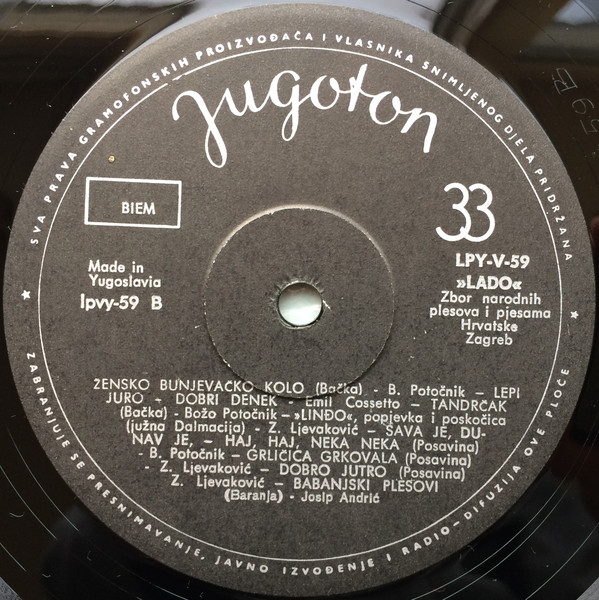 SVA PRAVA GRAMOFONSKIH PROIZVOĐAČA I VLASNIKA SNIMLJENOG DJELA PRIDRŽANA
Jugoton
BIEM
33
LPY-V-59
Made in
Yugoslavia
lpvy-59 B
»LADO«
Zbor narodnih
plesova i pjesama
Hrvatske
Zagreb
ŽENSKO BUNJEVAČKO KOLO (Bačka) - B. Potočnik - LEPI
JURO - DOBRI DENEK - Emil Cossetto - TANDRČAK
(Bačka) - Božo Potočnik - »LINĐO«, popjevka i poskočica
(južna Dalmacija) - Z. Ljevaković - SAVA JE, DU-
NAV JE, - HAJ, HAJ, NEKA NEKA (Posavina)
- B. Potočnik - GRLIČICA GRKOVALA (Posavina)
- Z. Ljevaković - DOBRO JUTRO (Posavina)
Z. Ljevaković - BABANJSKI PLESOVI
(Baranja) - Josip Andrić
ZABRANJUJE SE PRESNIMAVANJE, JAVNO IZVOĐENJE I RADIO-DIFUZIJA OVE PLOČE